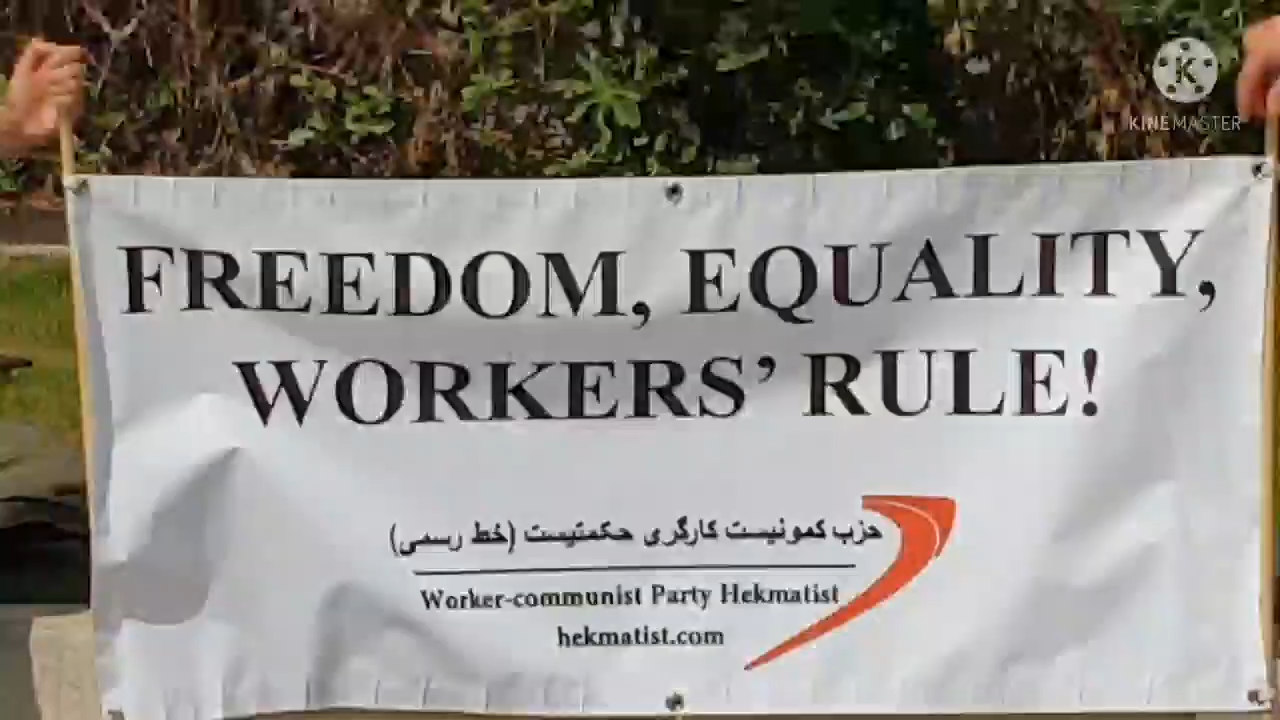 KINEMASTER
FREEDOM, EQUALITY,
WORKERS’ RULE!
حزب کمونیست کارگری حکمتیست (خط رسمی)
Worker-communist Party Hekmatist
hekmatist.com